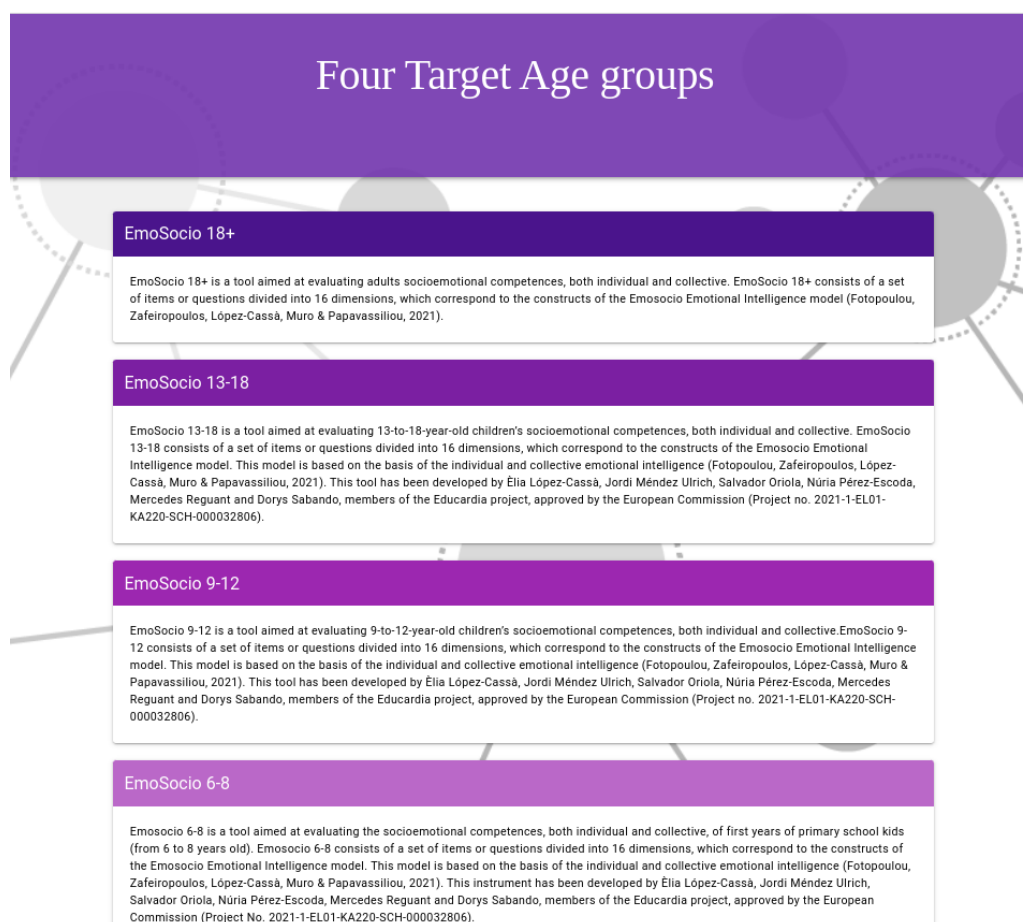 Four Target Age groups
EmoSocio 18+
EmoSocio 18+ is a tool aimed at evaluating adults socioemotional competences, both individual and collective. EmoSocio 18+ consists of a set
of items or questions divided into 16 dimensions, which correspond to the constructs of the Emosocio Emotional Intelligence model (Fotopoulou,
Zafeiropoulos, López-Cassà, Muro & Papavassiliou, 2021).
EmoSocio 13-18
EmoSocio 13-18 is a tool aimed at evaluating 13-to-18-year-old children's socioemotional competences, both individual and collective. EmoSocio
13-18 consists of a set of items or questions divided into 16 dimensions, which correspond to the constructs of the Emosocio Emotional
Intelligence model. This model is based on the basis of the individual and collective emotional intelligence (Fotopoulou, Zafeiropoulos, López-
Cassà, Muro & Papavassiliou, 2021). This tool has been developed by Èlia López-Cassà, Jordi Méndez Ulrich, Salvador Oriola, Núria Pérez-Escoda,
Mercedes Reguant and Dorys Sabando, members of the Educardia project, approved by the European Commission (Project no. 2021-1-EL01-
KA220-SCH-000032806).
EmoSocio 9-12
EmoSocio 9-12 is a tool aimed at evaluating 9-to-12-year-old children's socioemotional competences, both individual and collective.EmoSocio 9-
12 consists of a set of items or questions divided into 16 dimensions, which correspond to the constructs of the Emosocio Emotional Intelligence
model. This model is based on the basis of the individual and collective emotional intelligence (Fotopoulou, Zafeiropoulos, López-Cassà, Muro &
Papavassiliou, 2021). This tool has been developed by Èlia López-Cassà, Jordi Méndez Ulrich, Salvador Oriola, Núria Pérez-Escoda, Mercedes
Reguant and Dorys Sabando, members of the Educardia project, approved by the European Commission (Project no. 2021-1-EL01-KA220-SCH-
000032806).
EmoSocio 6-8
Emosocio 6-8 is a tool aimed at evaluating the socioemotional competences, both individual and collective, of first years of primary school kids
(from 6 to 8 years old). Emosocio 6-8 consists of a set of items or questions divided into 16 dimensions, which correspond to the constructs of
the Emosocio Emotional Intelligence model. This model is based on the basis of the individual and collective emotional intelligence (Fotopoulou,
Zafeiropoulos, López-Cassà, Muro & Papavassiliou, 2021). This instrument has been developed by Èlia López-Cassà, Jordi Méndez Ulrich,
Salvador Oriola, Núria Pérez-Escoda, Mercedes Reguant and Dorys Sabando, members of the Educardia project, approved by the European
Commission (Project No. 2021-1-EL01-KA220-SCH-000032806).